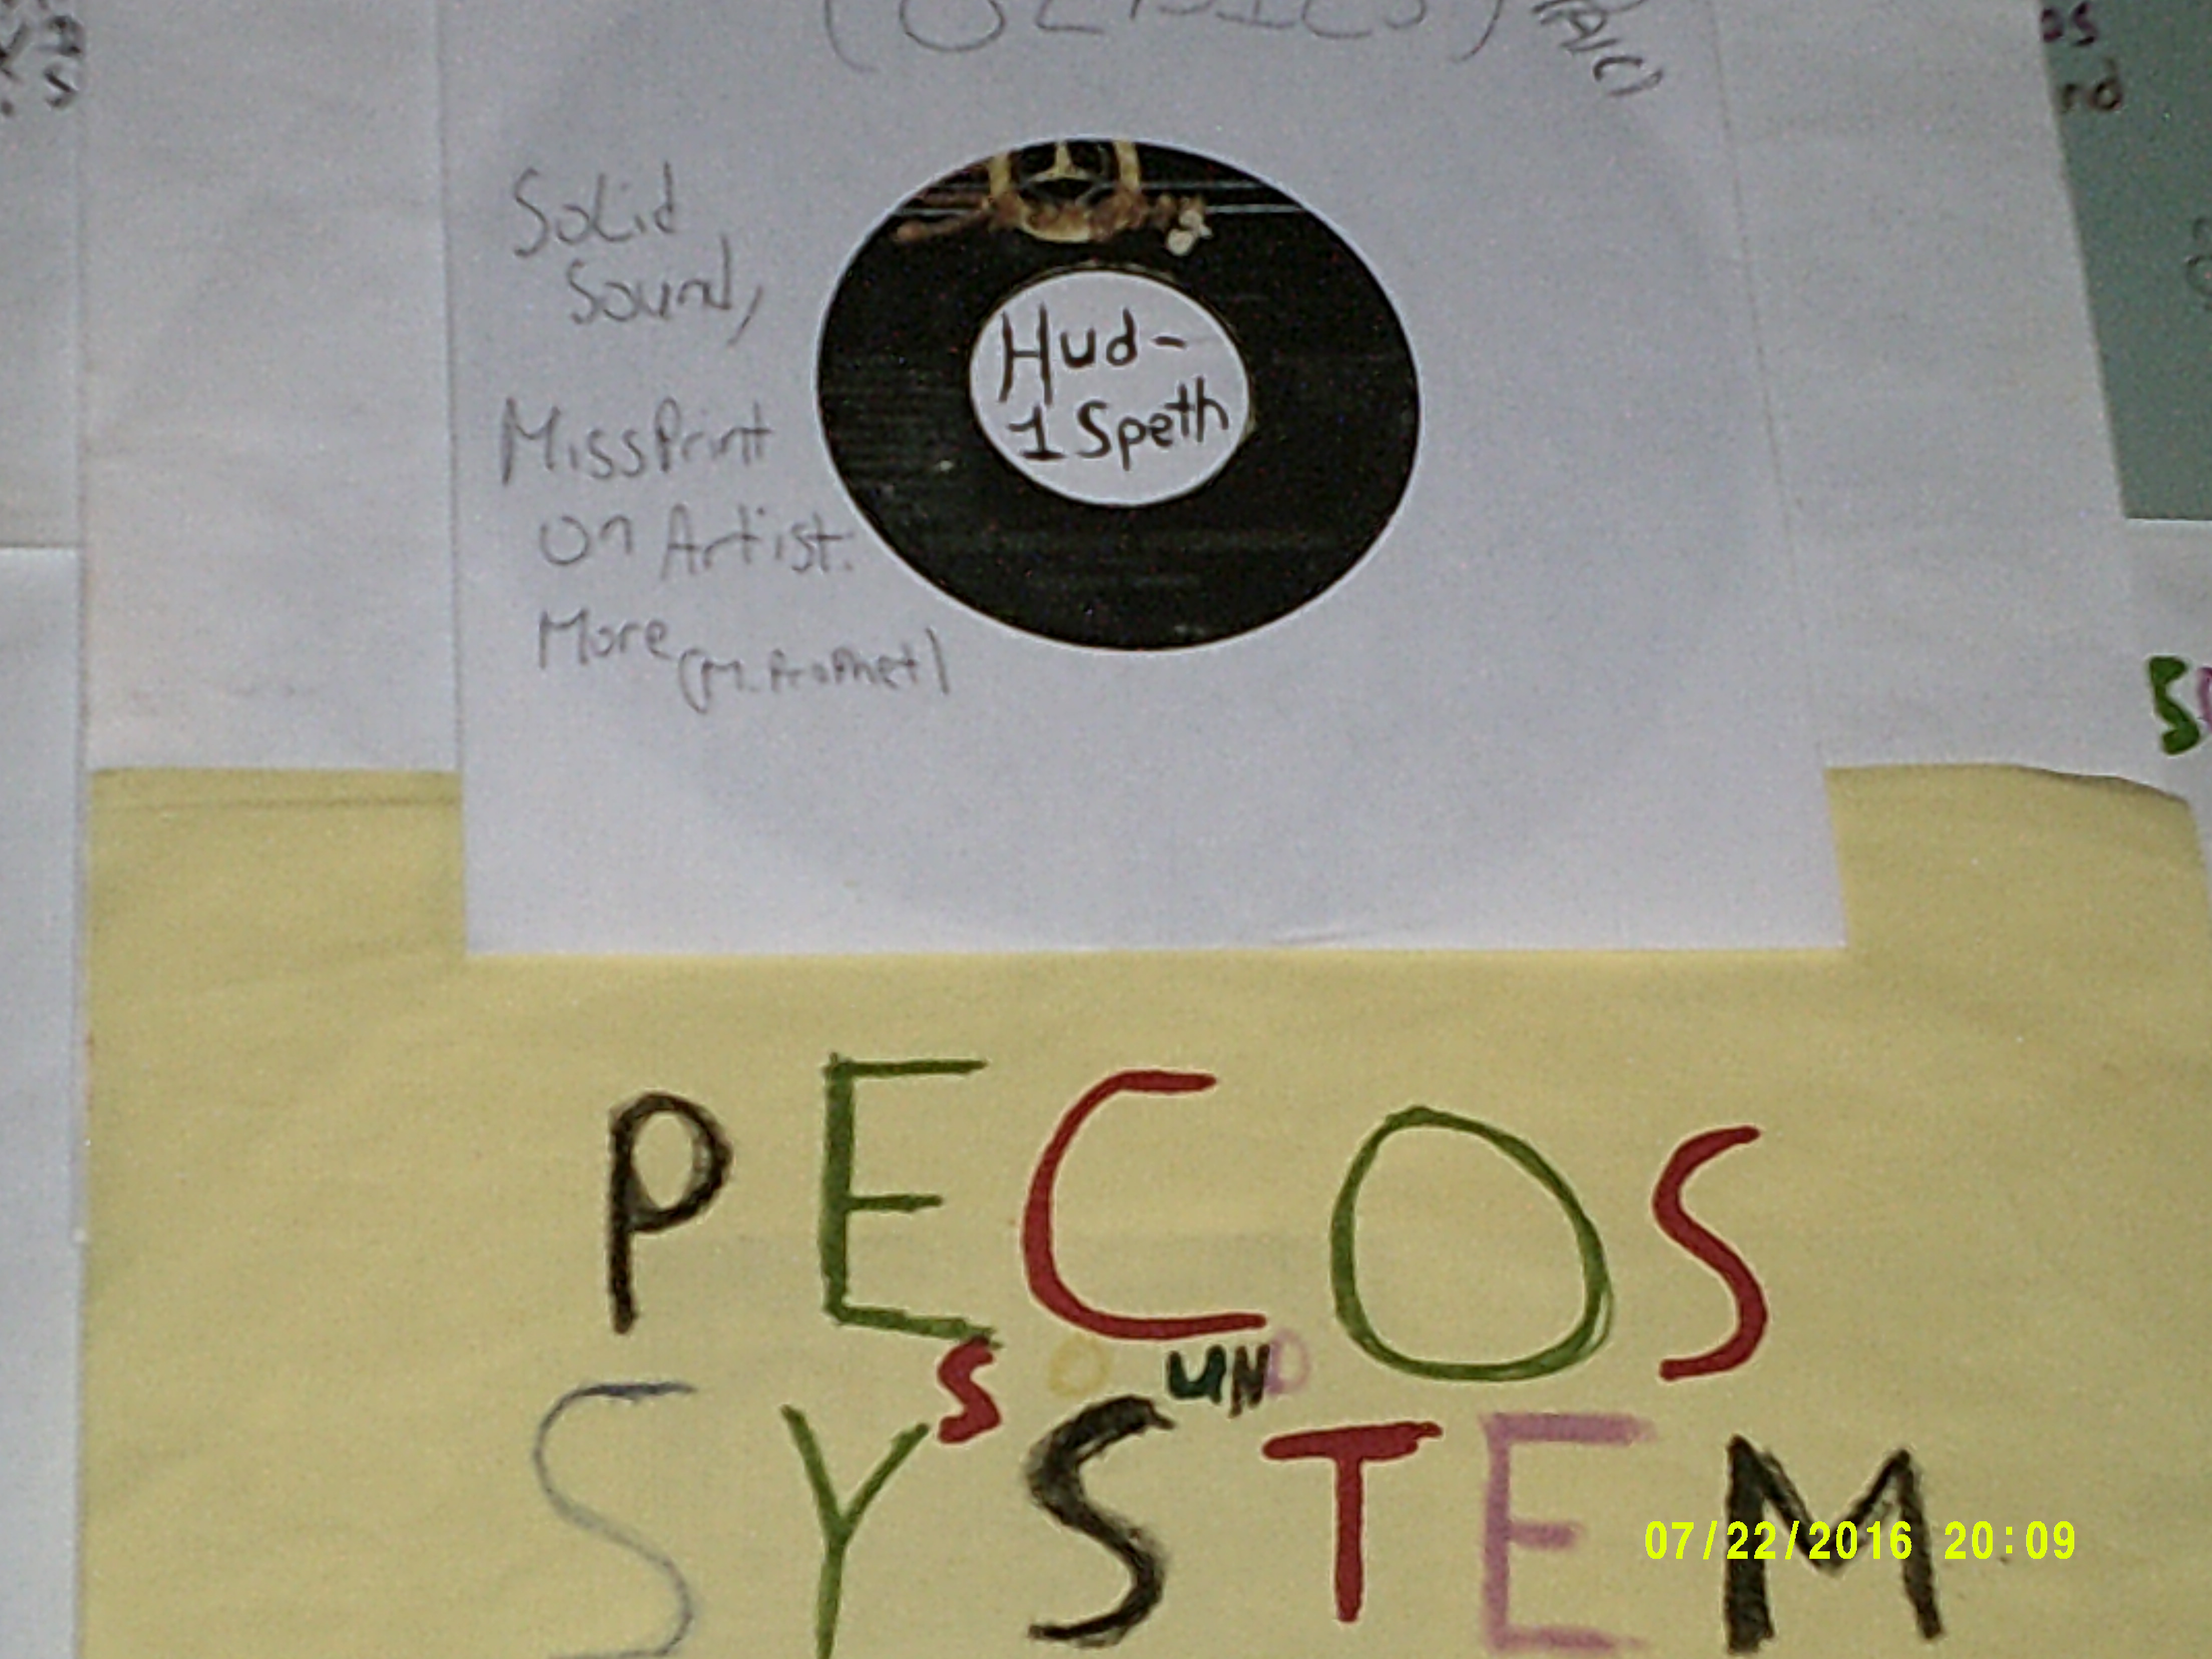 Solid
Sound,
MissPrint
on Artist.
More (M. Prophet)
Hud-
1 Speth
PECOS
SOUND
SYSTEM
07/22/2016 20:09